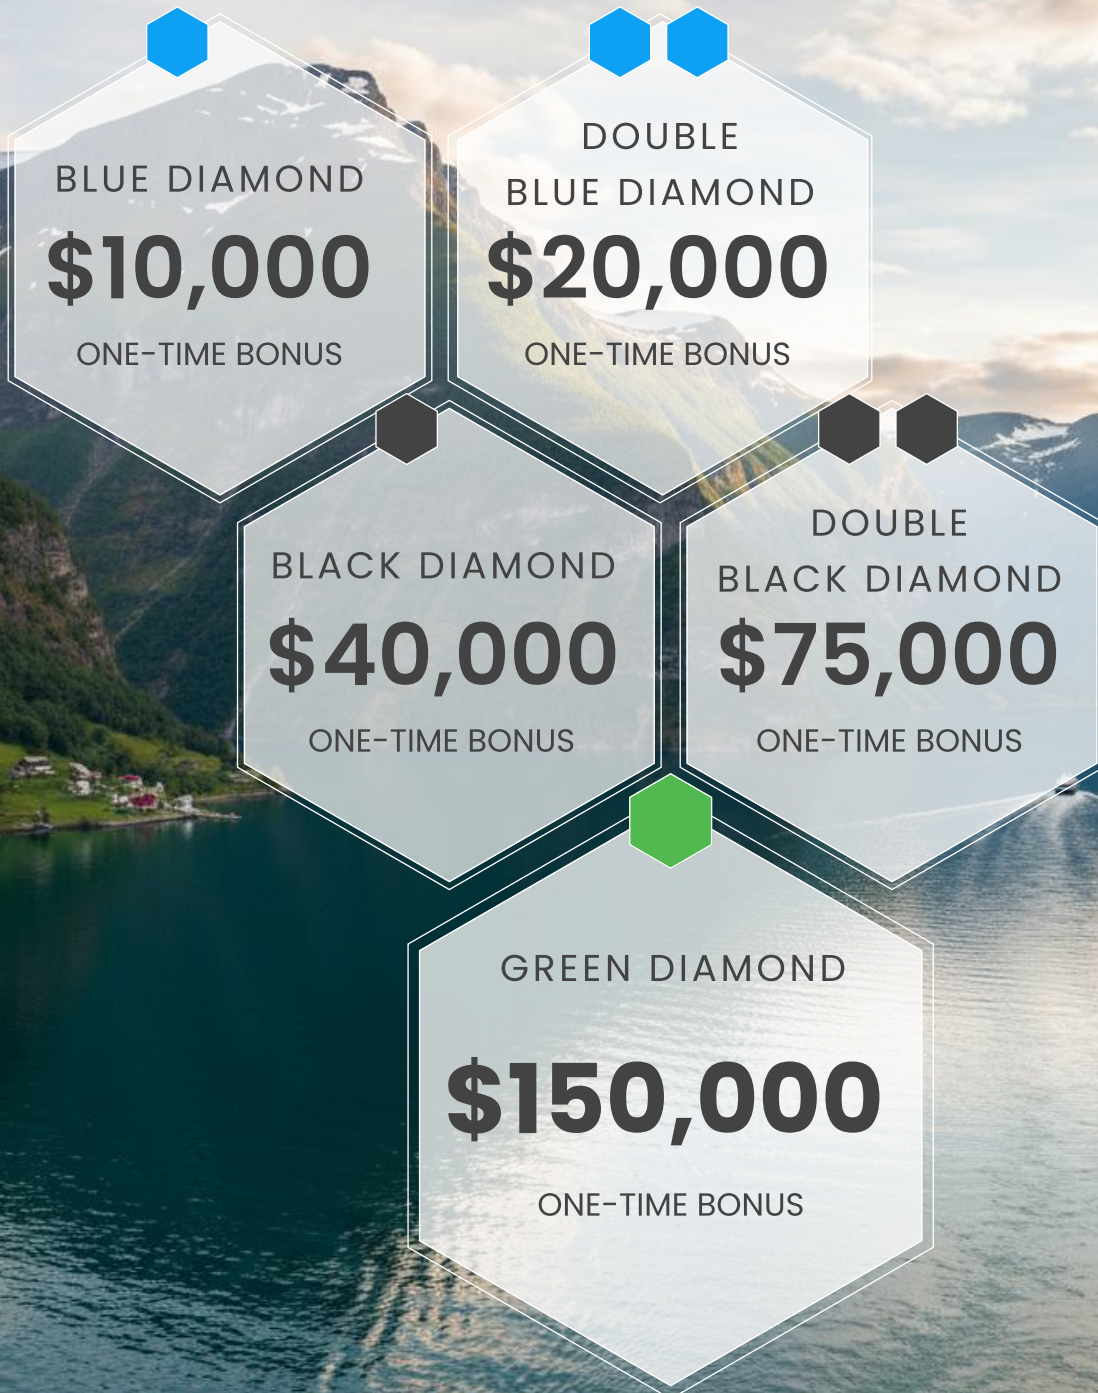 BLUE DIAMOND
$10,000
ONE-TIME BONUS
DOUBLE
BLUE DIAMOND
$20,000
ONE-TIME BONUS
BLACK DIAMOND
$40,000
ONE-TIME BONUS
DOUBLE
BLACK DIAMOND
$75,000
ONE-TIME BONUS
GREEN DIAMOND
$150,000
ONE-TIME BONUS